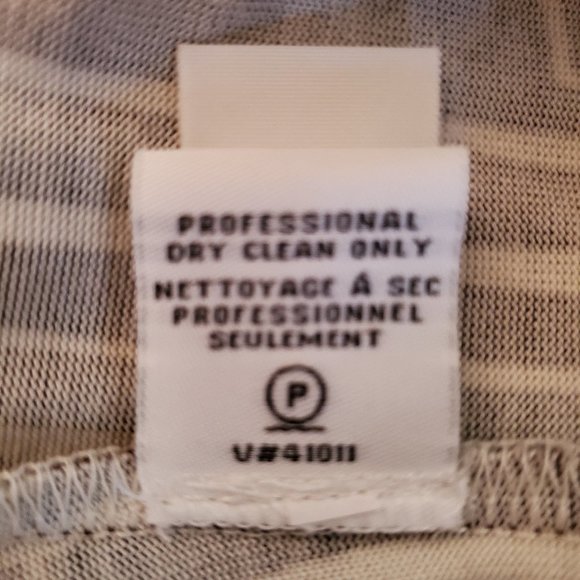 PROFESSIONAL
DRY CLEAN ONLY
NETTOYAGE Á SEC
PROFESSIONNEL
SEULEMENT
P
V#41011